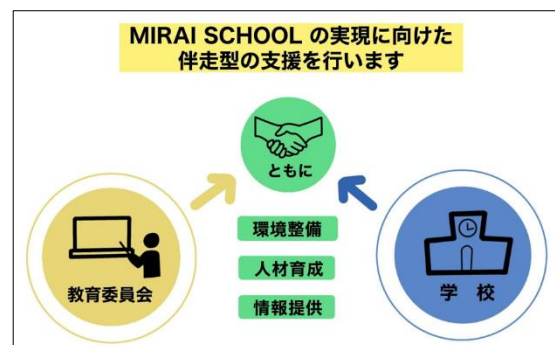 MIRAI SCHOOL の実現に向けた
伴走型の支援を行います
ともに
教育委員会
環境整備
人材育成
情報提供
学 校